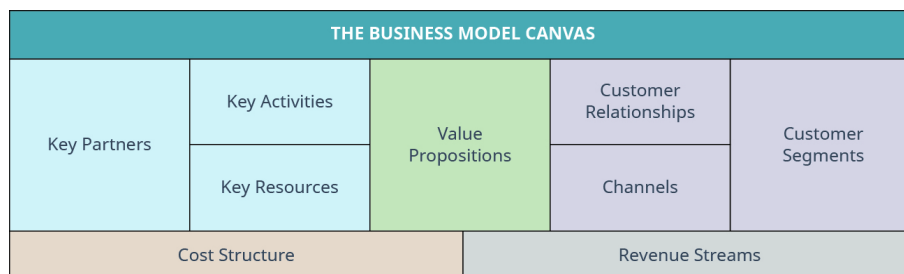 THE BUSINESS MODEL CANVAS
Key Partners
Key Activities
Key Resources
Value
Propositions
Customer
Relationships
Channels
Customer
Segments
Cost Structure
Revenue Streams